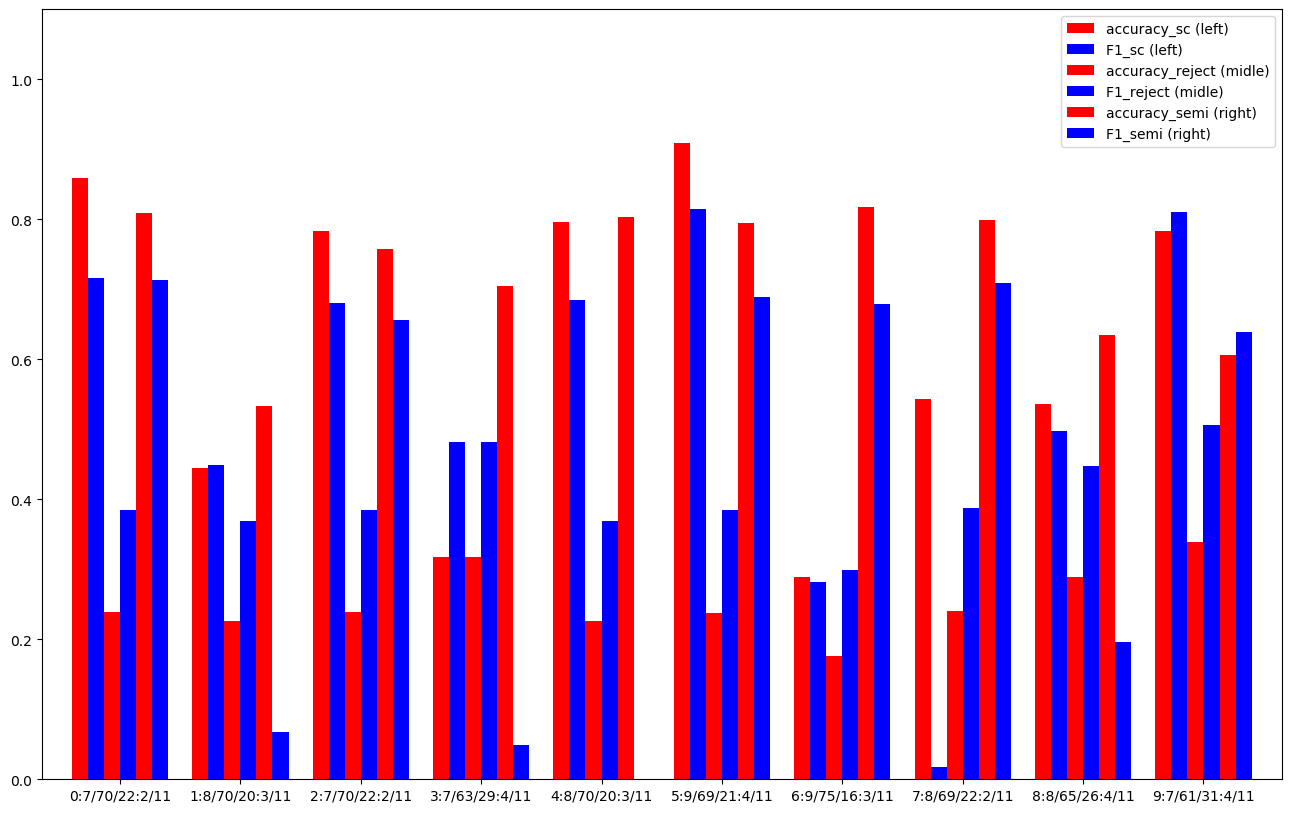 accuracy_sc (left)
F1_sc (left)
accuracy_reject (midle)
F1_reject (midle)
accuracy_semi (right)
F1_semi (right)
1.0
0.8
0.6
0.4
0.2
0.0
0:7/70/22:2/11 1:8/70/20:3/11 2:7/70/22:2/11 3:7/63/29:4/11 4:8/70/20:3/11 5:9/69/21:4/11 6:9/75/16:3/11 7:8/69/22:2/11 8:8/65/26:4/11 9:7/61/31:4/11